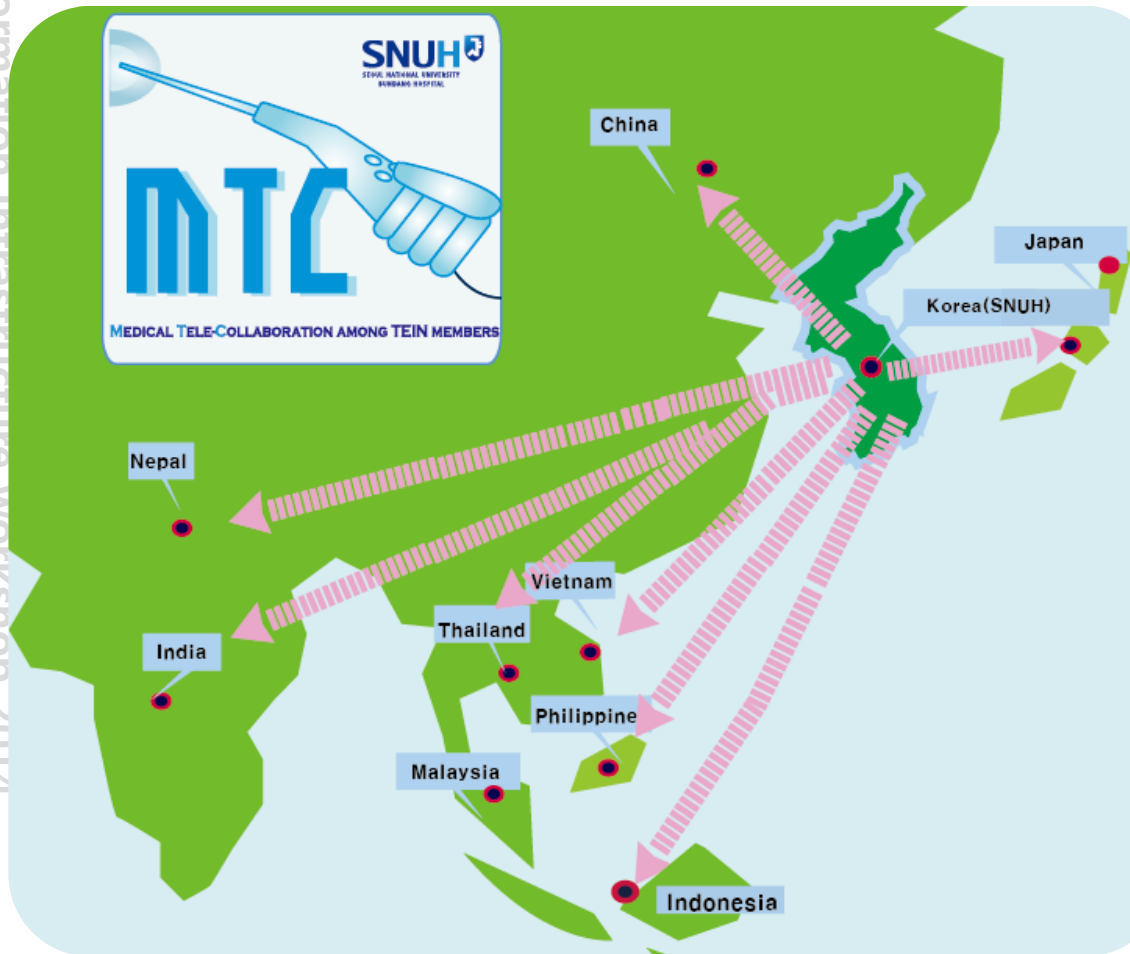 SNUH
SEOUL NATIONAL UNIVERSITY
BUNDANG HOSPITAL
MTC
MEDICAL TELE-COLLABORATION AMONG TEIN MEMBERS
China
Japan
Korea(SNUH)
Nepal
Vietnam
Thailand
India
Philippine
Malaysia
Indonesia